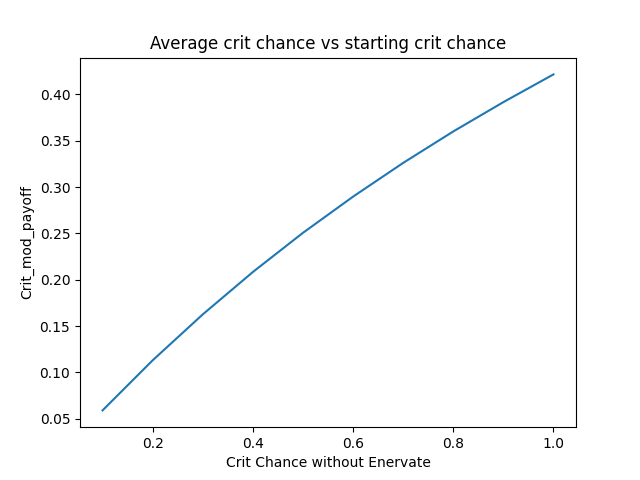 Average crit chance vs starting crit chance
Crit_mod_payoff
0.40
0.35
0.30
0.25
0.20
0.15
0.10
0.05
0.2 0.4 0.6 0.8 1.0
Crit Chance without Enervate